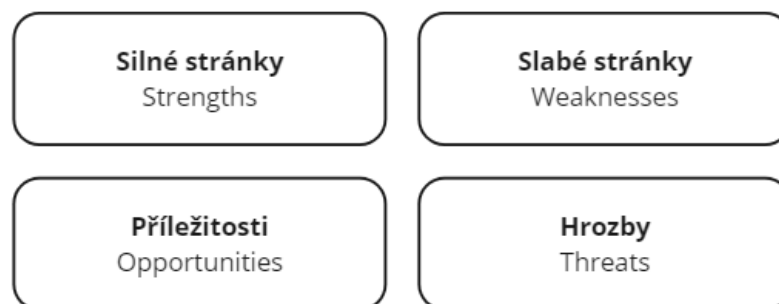 Silné stránky
Strengths
Slabé stránky
Weaknesses
Příležitosti
Opportunities
Hrozby
Threats